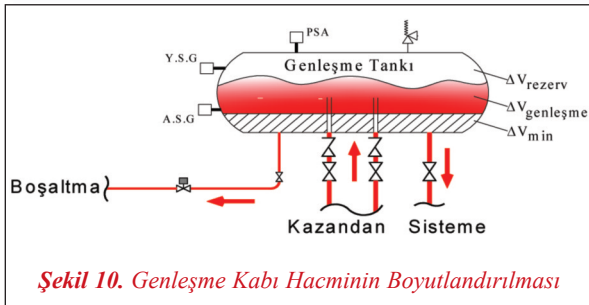 PSA
Y.S.G
Genleşme Tankı
ΔVrezerv
ΔVgenleşme
A.S.G
ΔVmin
Boşaltma
Kazandan Sisteme
Şekil 10. Genleşme Kabı Hacminin Boyutlandırılması